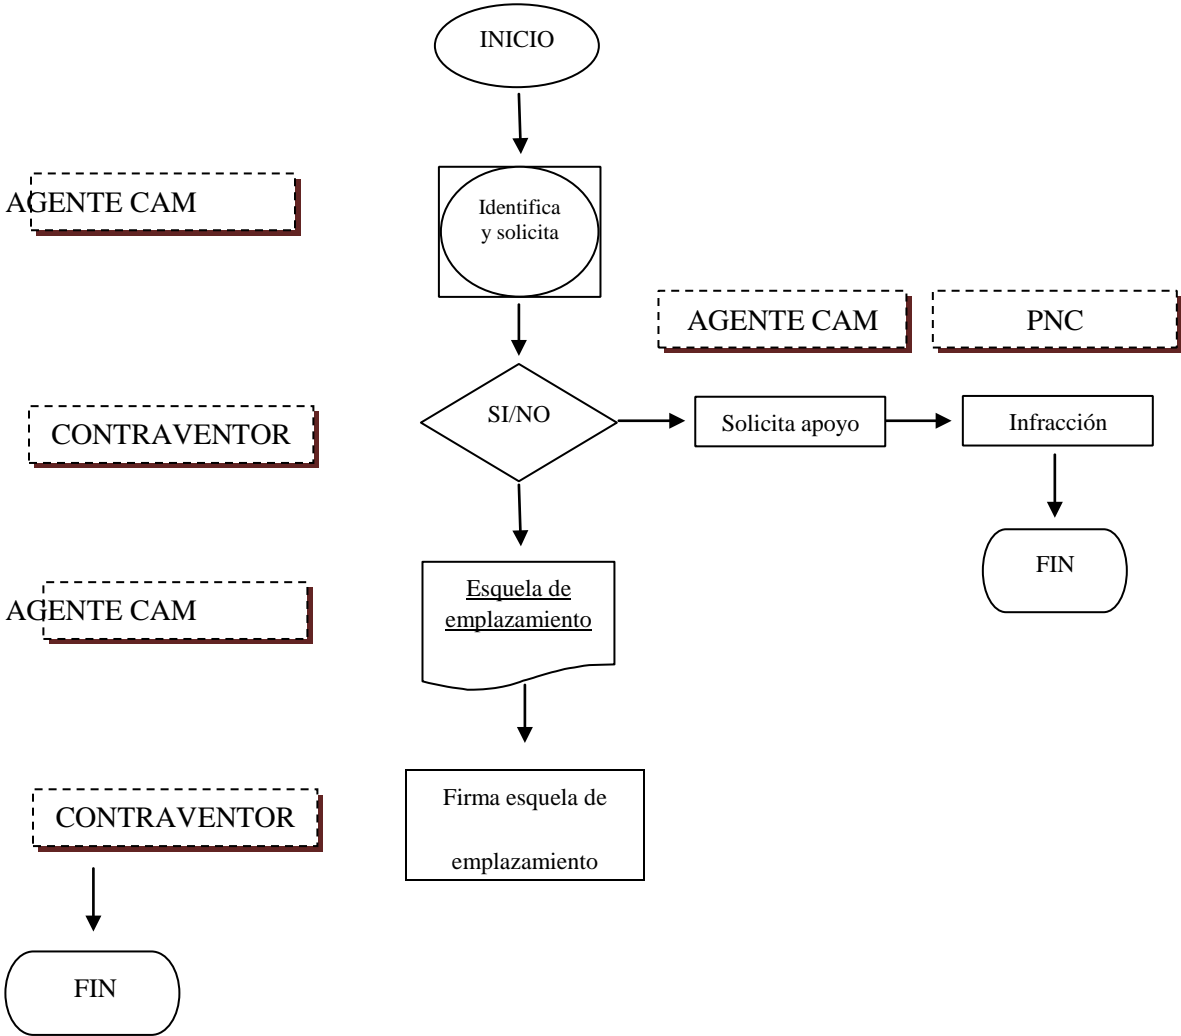 INICIO
AGENTE CAM
Identifica
y solicita
AGENTE CAM
PNC
CONTRAVENTOR
SI/NO
Solicita apoyo
Infracción
AGENTE CAM
Esquela de
emplazamiento
FIN
CONTRAVENTOR
Firma esquela de
emplazamiento
FIN